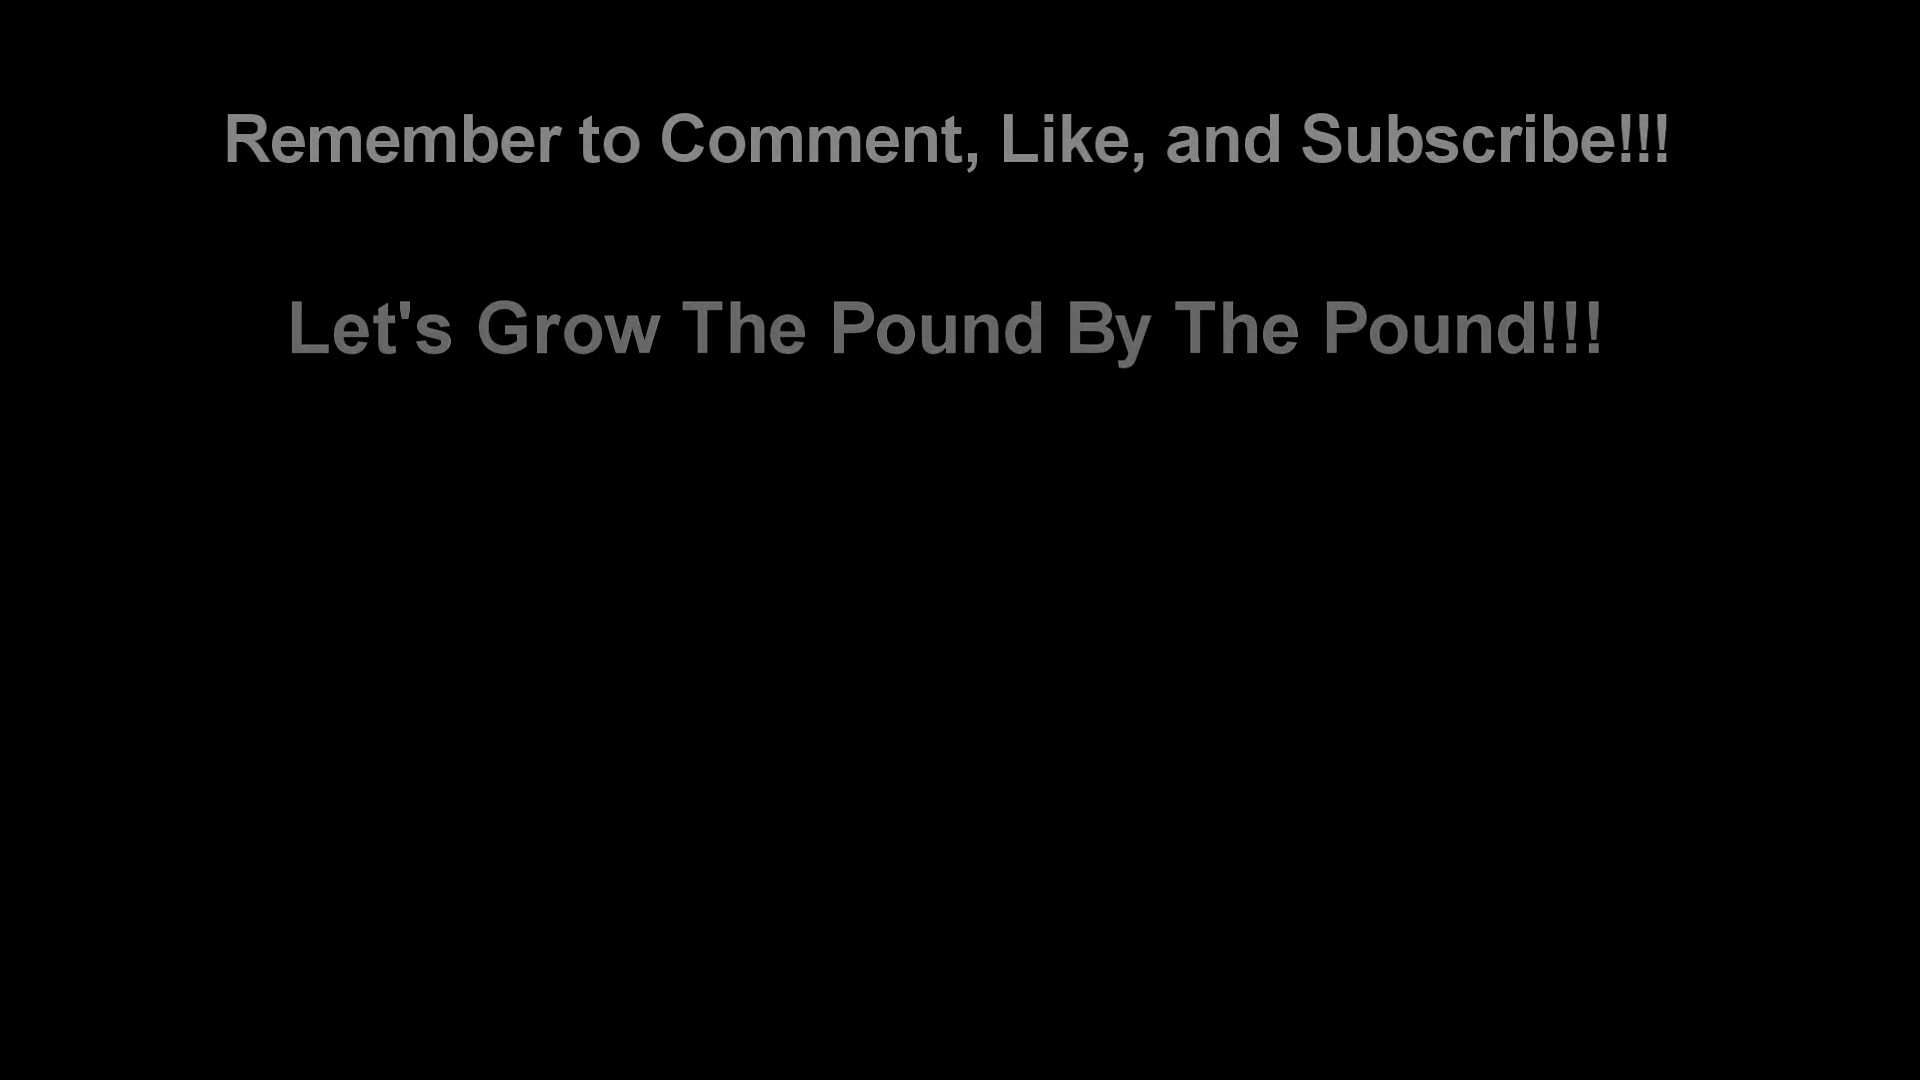 Remember to Comment, Like, and Subscribe!!!
Let's Grow The Pound By The Pound!!!